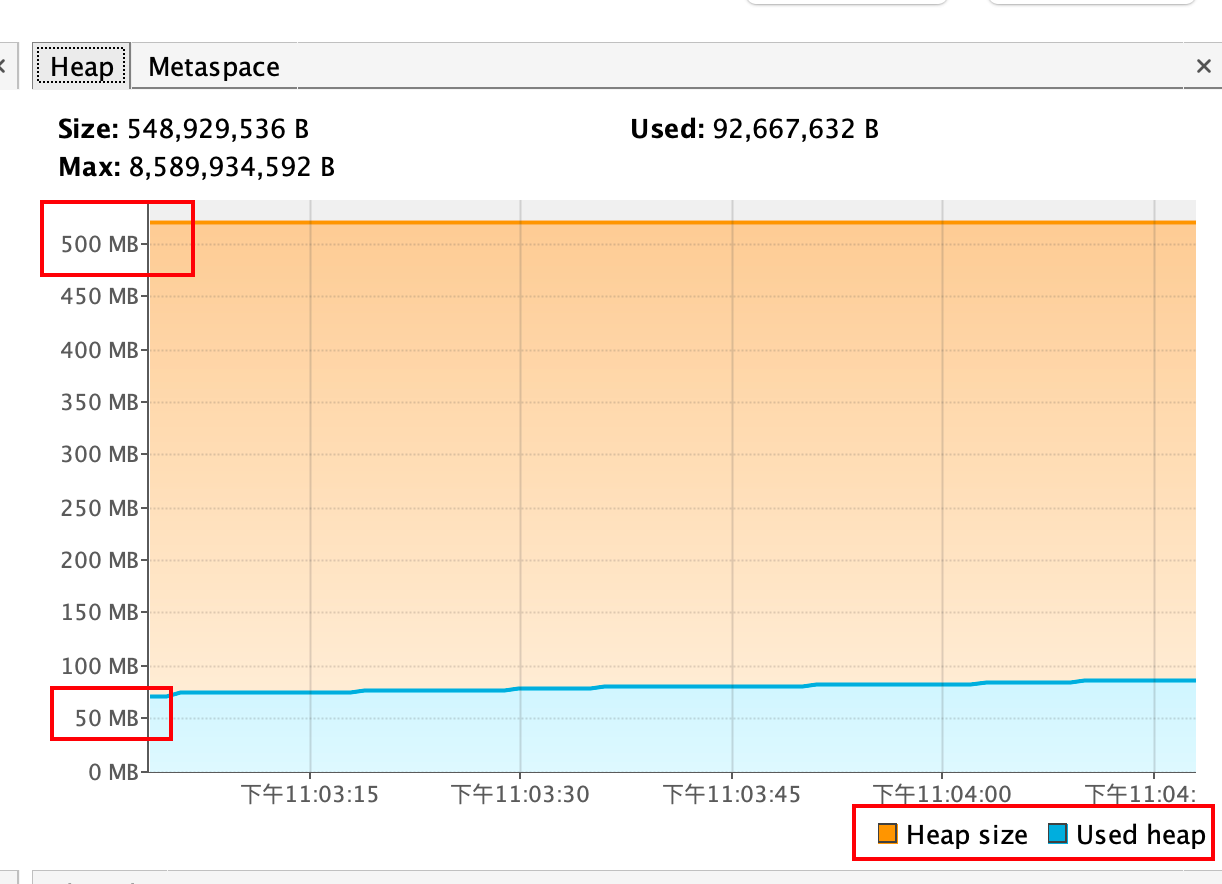 Heap Metaspace ×
Size: 548,929,536 B Used: 92,667,632 B
Max: 8,589,934,592 B
500 MB
450 MB
400 MB
350 MB
300 MB
250 MB
200 MB
150 MB
100 MB
50 MB
0 MB
下午11:03:15 下午11:03:30 下午11:03:45 下午11:04:00 下午11:04:
Heap size Used heap